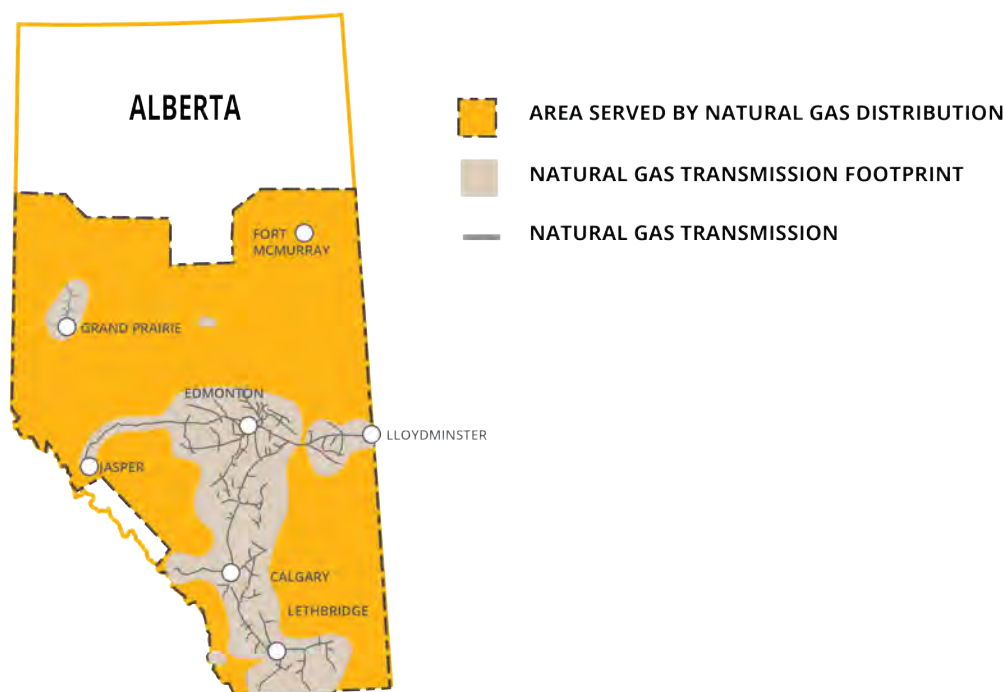 ALBERTA
AREA SERVED BY NATURAL GAS DISTRIBUTION
NATURAL GAS TRANSMISSION FOOTPRINT
NATURAL GAS TRANSMISSION
FORT
MCMURRAY
GRAND PRAIRIE
EDMONTON
LLOYDMINSTER
JASPER
CALGARY
LETHBRIDGE